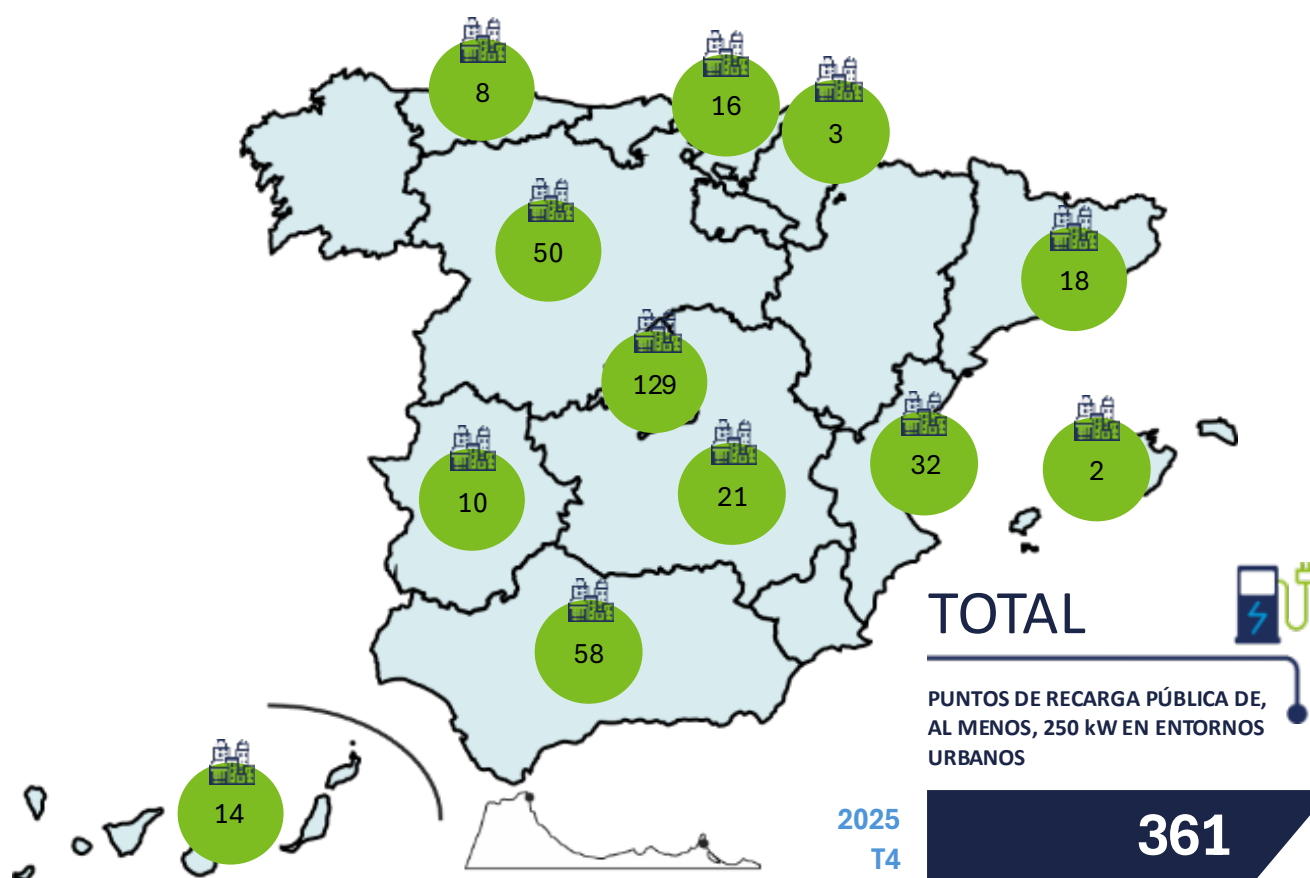 8
16
3
50
18
129
32
2
10
21
58
14
TOTAL
PUNTOS DE RECARGA PÚBLICA DE,
AL MENOS, 250 kW EN ENTORNOS
URBANOS
2025
T4
361